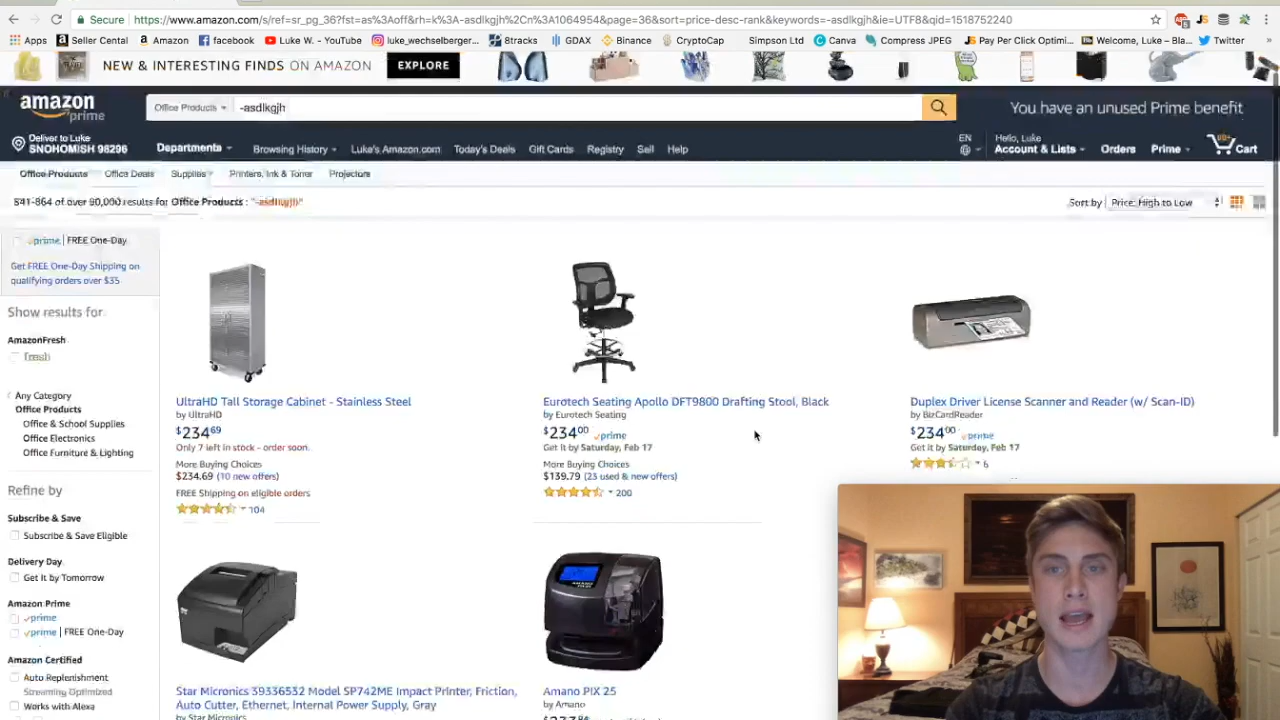 Secure https://www.amazon.com/s/ref=sr_pg_36?fst=as%3Aoff&rh=k%3A-asdlkgjh%2Cn%3A1064954&page=36&sort=price-desc-rank&keywords=-asdlkgjh&ie=UTF8&qid=1518752240
Apps Seller Cental Amazon facebook Luke W. - YouTube luke_wechselberger... 8tracks GDAX Binance CryptoCap Simpson Ltd Canva Compress JPEG Pay Per Click Optimi... Welcome, Luke – Bla... Twitter »
NEW & INTERESTING FINDS ON AMAZON EXPLORE
amazon prime Office Products -asdlkgjh You have an unused Prime benefit
Deliver to Luke
SNOHOMISH 98296
Departments Browsing History Luke's Amazon.com Today's Deals Gift Cards Registry Sell Help
EN
Hello, Luke
Account & Lists Orders Prime Cart
Office Products Office Deals Supplies Printers, Ink & Toner Projectors
841-864 of over 90,000 results for Office Products : "-asdlkgjh"
Sort by Price: High to Low
prime | FREE One-Day
Get FREE One-Day Shipping on
qualifying orders over $35
Show results for
AmazonFresh
fresh
Any Category
Office Products
Office & School Supplies
Office Electronics
Office Furniture & Lighting
Refine by
Subscribe & Save
Subscribe & Save Eligible
Delivery Day
Get it by Tomorrow
Amazon Prime
prime
prime | FREE One-Day
Amazon Certified
Auto Replenishment
Streaming Optimized
Works with Alexa
UltraHD Tall Storage Cabinet - Stainless Steel
by UltraHD
$234 69
Only 7 left in stock - order soon.
More Buying Choices
$234.69 (10 new offers)
FREE Shipping on eligible orders
104
Eurotech Seating Apollo DFT9800 Drafting Stool, Black
by Eurotech Seating
$234 00 prime
Get it by Saturday, Feb 17
More Buying Choices
$139.79 (23 used & new offers)
200
Duplex Driver License Scanner and Reader (w/ Scan-ID)
by BizCardReader
$234 00 prime
Get it by Saturday, Feb 17
6
Star Micronics 39336532 Model SP742ME Impact Printer, Friction,
Auto Cutter, Ethernet, Internal Power Supply, Gray
by Star Micronics
Amano PIX 25
by Amano